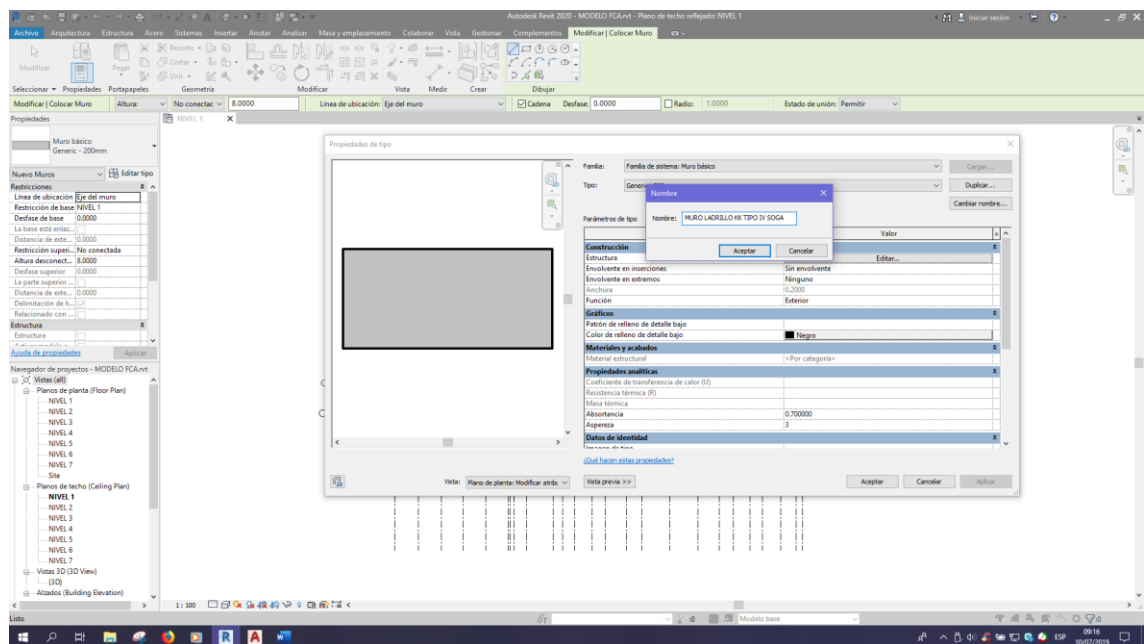 Autodesk Revit 2020 - MODELO FCA.rvt - Plano de techo reflejado: NIVEL 1
Iniciar sesión
Archivo Arquitectura Estructura Acero Sistemas Insertar Anotar Analizar Masa y emplazamiento Colaborar Vista Gestionar Complementos Modificar | Colocar Muro
Modificar
Pegar
Recorte
Cortar
Unir
Seleccionar Propiedades Portapapeles Geometría Modificar Vista Medir Crear Dibujar
Modificar | Colocar Muro Altura: No conectac 8.0000 Línea de ubicación: Eje del muro Cadena Desfase: 0.0000 Radio: 1.0000 Estado de unión: Permitir
Propiedades
NIVEL 1
Muro básico
Generic - 200mm
Nuevo Muros Editar tipo
Restricciones
Línea de ubicación Eje del muro
Restricción de base NIVEL 1
Desfase de base 0.0000
La base está enlaz...
Distancia de exte... 0.0000
Restricción superi... No conectada
Altura desconect... 8.0000
Desfase superior 0.0000
La parte superior ...
Distancia de exte... 0.0000
Delimitación de h...
Relacionado con ...
Estructura
Estructura
Ayuda de propiedades Aplicar
Navegador de proyectos - MODELO FCA.rvt
Vistas (all)
Planos de planta (Floor Plan)
NIVEL 1
NIVEL 2
NIVEL 3
NIVEL 4
NIVEL 5
NIVEL 6
NIVEL 7
Site
Planos de techo (Ceiling Plan)
NIVEL 1
NIVEL 2
NIVEL 3
NIVEL 4
NIVEL 5
NIVEL 6
NIVEL 7
Vistas 3D (3D View)
{3D}
Alzados (Building Elevation)
Propiedades de tipo
Familia: Familia de sistema: Muro básico Cargar...
Tipo: Duplicar...
Cambiar nombre...
Parámetros de tipo
Nombre
Nombre: MURO LADRILLO KK TIPO IV SOGA
Aceptar Cancelar
Valor
Construcción
Estructura Editar...
Envolvente en inserciones Sin envolvente
Envolvente en extremos Ninguno
Anchura 0.2000
Función Exterior
Gráficos
Patrón de relleno de detalle bajo
Color de relleno de detalle bajo Negro
Materiales y acabados
Material estructural <Por categoría>
Propiedades analíticas
Coeficiente de transferencia de calor (U)
Resistencia térmica (R)
Masa térmica
Absortancia 0.700000
Aspereza 3
Datos de identidad
¿Qué hacen estas propiedades?
Vista: Plano de planta: Modificar atribs. Vista previa >> Aceptar Cancelar Aplicar
1 : 100
Listo
:0 Modelo base
:0
ESP 09:16
10/07/2019